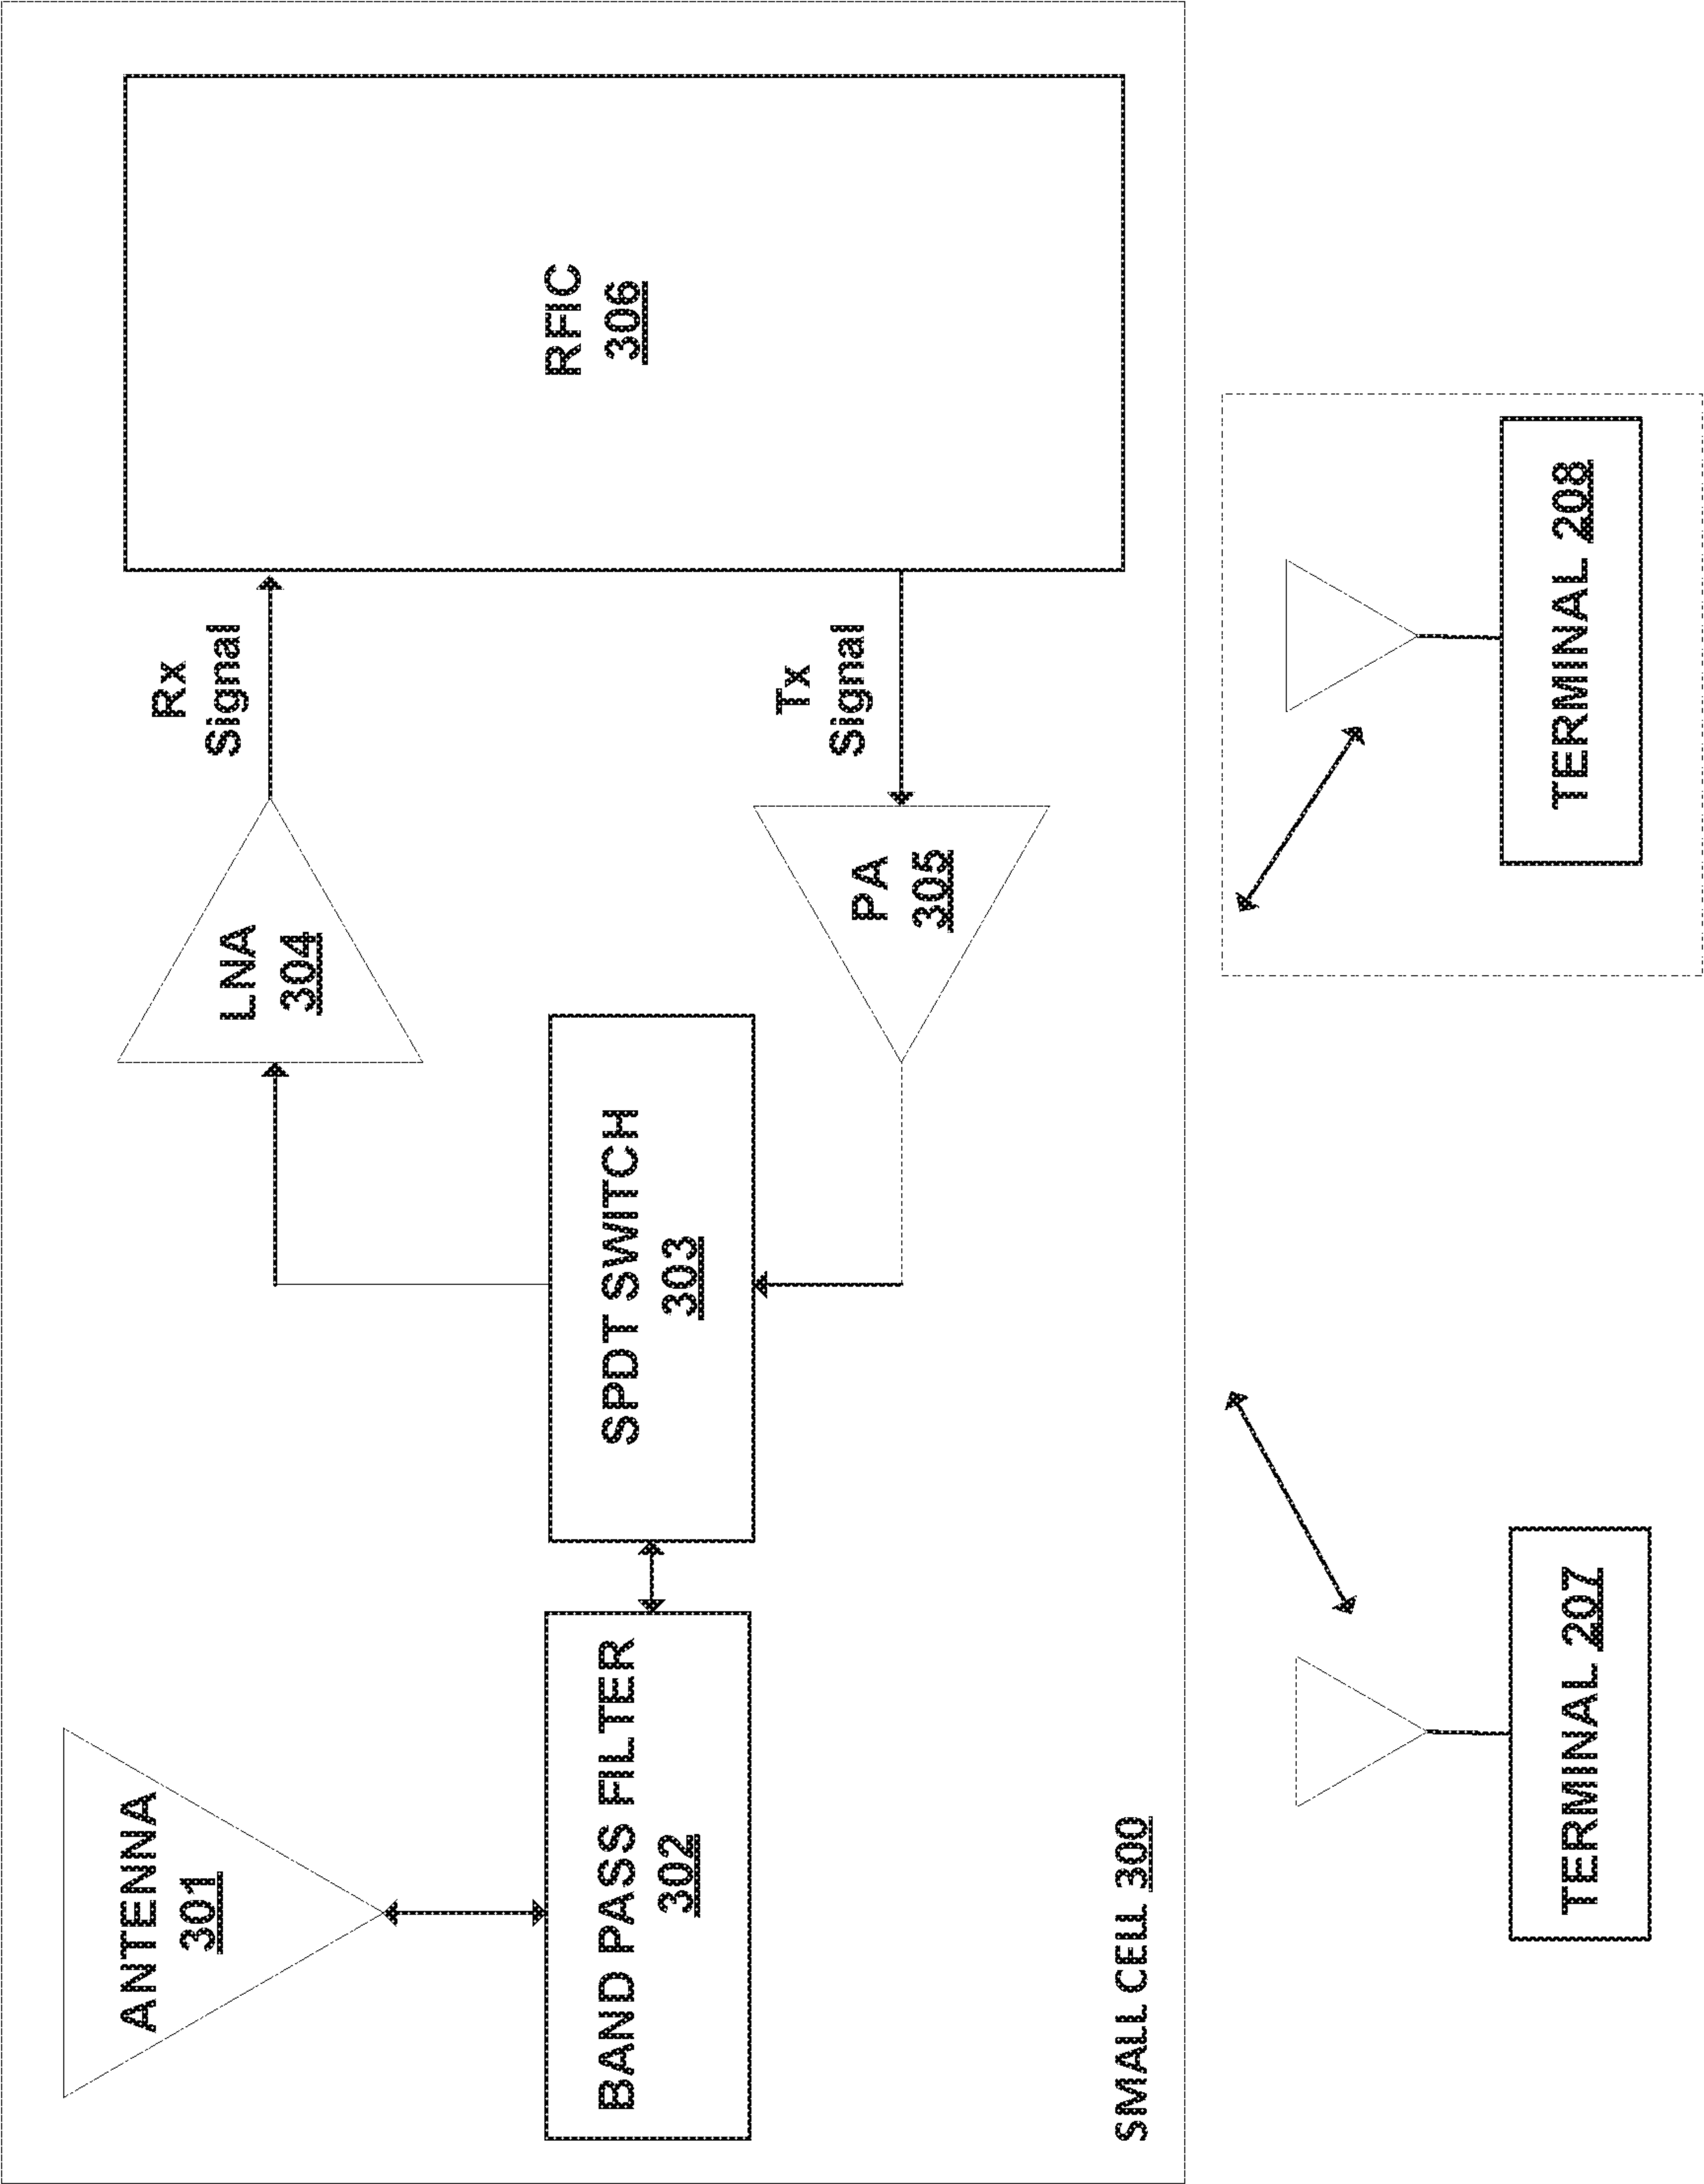 ANTENNA
301
BAND PASS FILTER
302
SPDT SWITCH
303
LNA
304
PA
305
Rx
Signal
Tx
Signal
RFIC
306
SMALL CELL 300
TERMINAL 207
TERMINAL 208